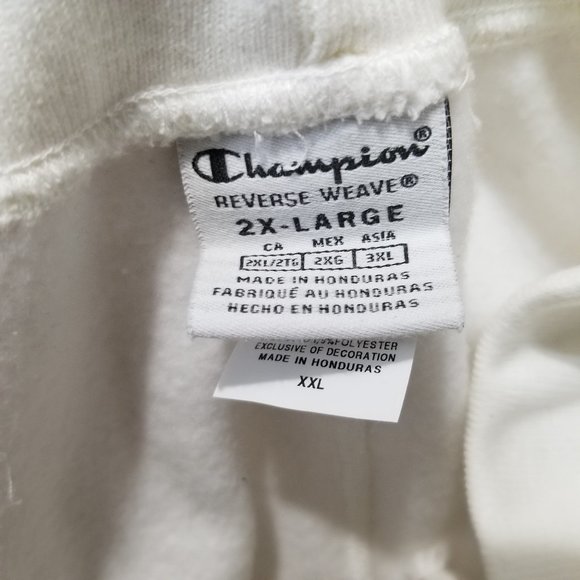 Champion®
REVERSE WEAVE®
2X-LARGE
CA MEX ASIA
2XL/2TG 2XG 3XL
MADE IN HONDURAS
FABRIQUÉ AU HONDURAS
HECHO EN HONDURAS
POLYESTER
EXCLUSIVE OF DECORATION
MADE IN HONDURAS
XXL